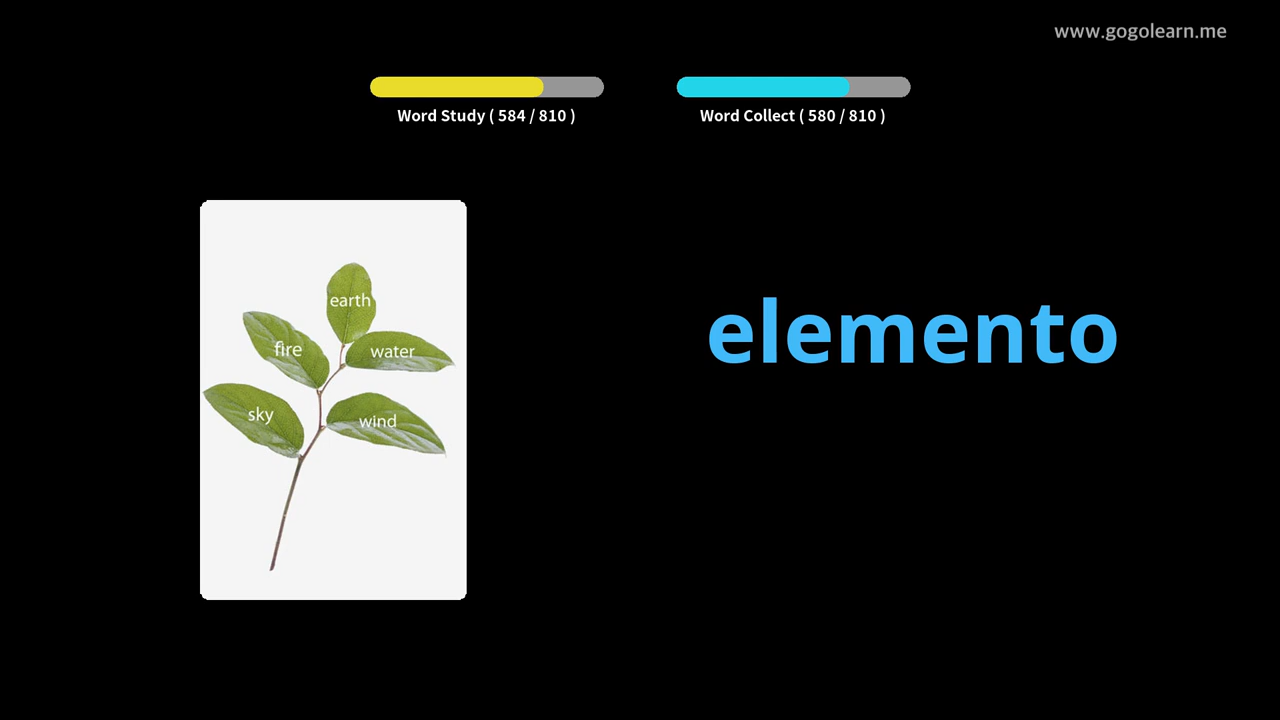 www.gogolearn.me
Word Study ( 584 / 810 )
Word Collect ( 580 / 810 )
earth
fire
water
sky
wind
elemento